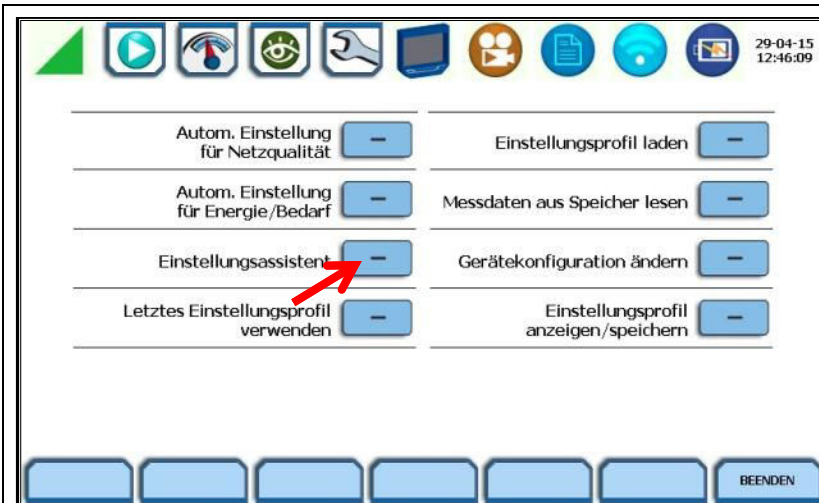 29-04-15
12:46:09
Autom. Einstellung
für Netzqualität
Autom. Einstellung
für Energie/Bedarf
Einstellungsassistent
Letztes Einstellungsprofil
verwenden
Einstellungsprofil laden
Messdaten aus Speicher lesen
Gerätekonfiguration ändern
Einstellungsprofil
anzeigen/speichern
BEENDEN